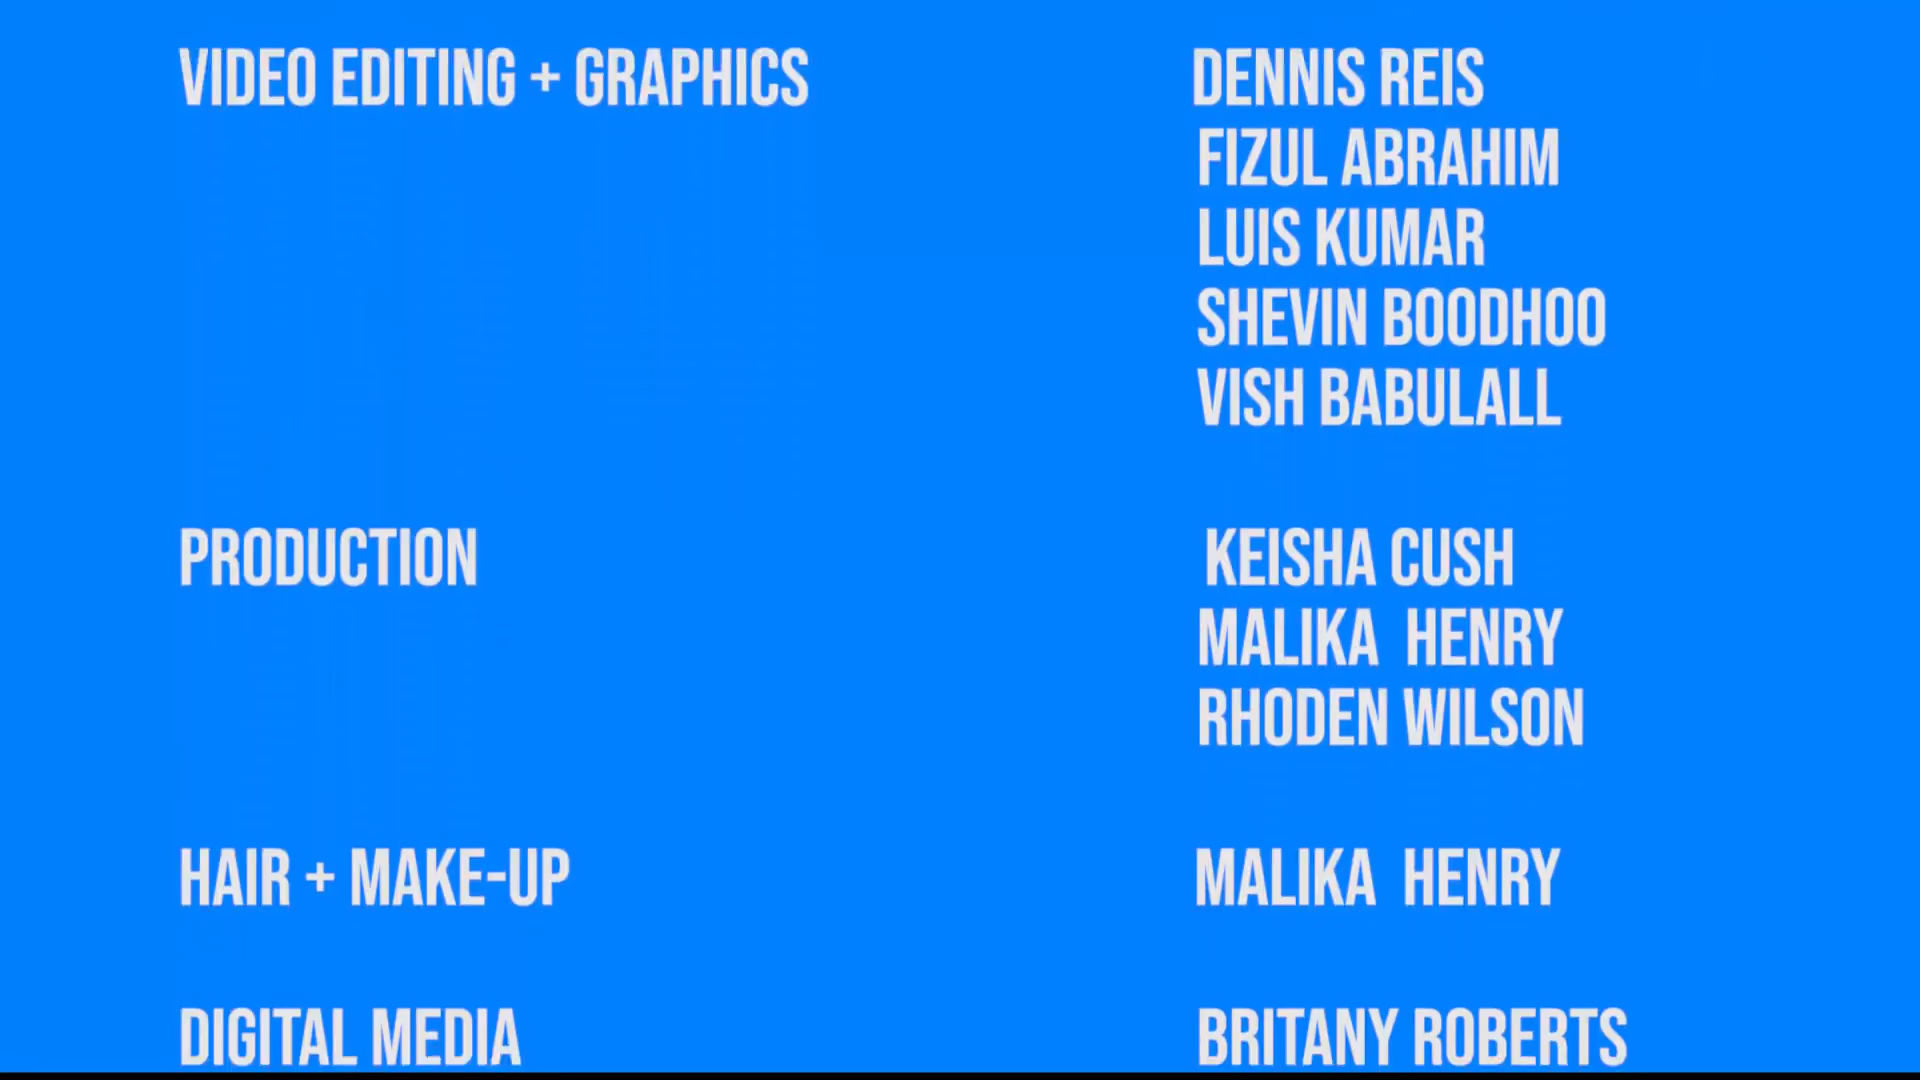 VIDEO EDITING + GRAPHICS DENNIS REIS
FIZUL ABRAHIM
LUIS KUMAR
SHEVIN BOODHOO
VISH BABULALL
PRODUCTION KEISHA CUSH
MALIKA HENRY
RHODEN WILSON
HAIR + MAKE-UP MALIKA HENRY
DIGITAL MEDIA BRITANY ROBERTS